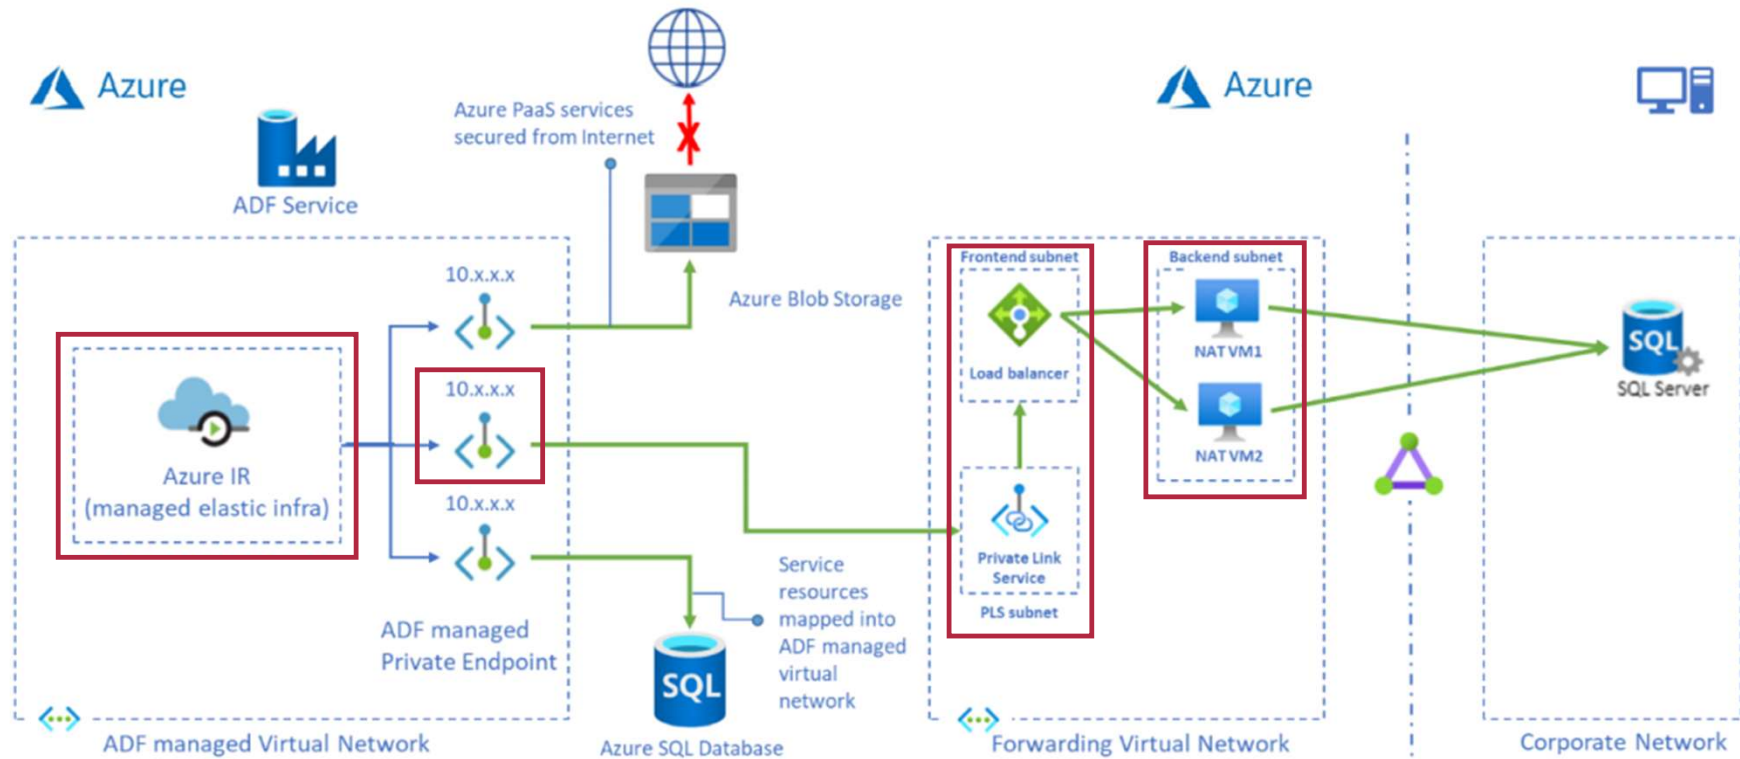 Azure
ADF Service
Azure PaaS services
secured from Internet
Azure Blob Storage
10.x.x.x
10.x.x.x
10.x.x.x
Azure IR
(managed elastic infra)
ADF managed
Private Endpoint
ADF managed Virtual Network
SQL
Azure SQL Database
Service
resources
mapped into
ADF managed
virtual
network
Azure
Frontend subnet
Load balancer
Private Link
Service
PLS subnet
Backend subnet
NAT VM1
NAT VM2
Forwarding Virtual Network
SQL
SQL Server
Corporate Network